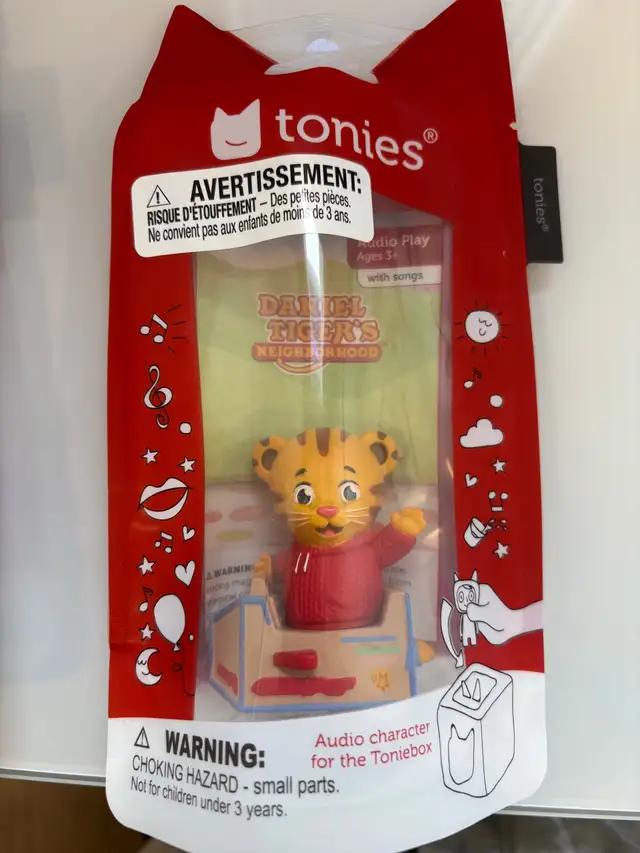 tonies®
AVERTISSEMENT:
RISQUE D'ÉTOUFFEMENT – Des petites pièces.
Ne convient pas aux enfants de moins de 3 ans.
tonies®
Audio Play
Ages 3+
with songs
DANIEL
TIGER'S
NEIGHBORHOOD
WARNING
WARNING:
CHOKING HAZARD - small parts.
Not for children under 3 years.
Audio character
for the Toniebox